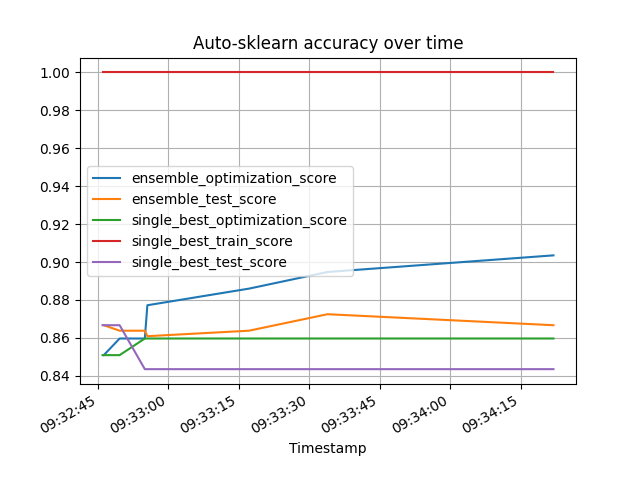 Auto-sklearn accuracy over time
1.00
0.98
0.96
0.94
0.92
0.90
0.88
0.86
0.84
ensemble_optimization_score
ensemble_test_score
single_best_optimization_score
single_best_train_score
single_best_test_score
09:32:45
09:33:00
09:33:15
09:33:30
09:33:45
09:34:00
09:34:15
Timestamp